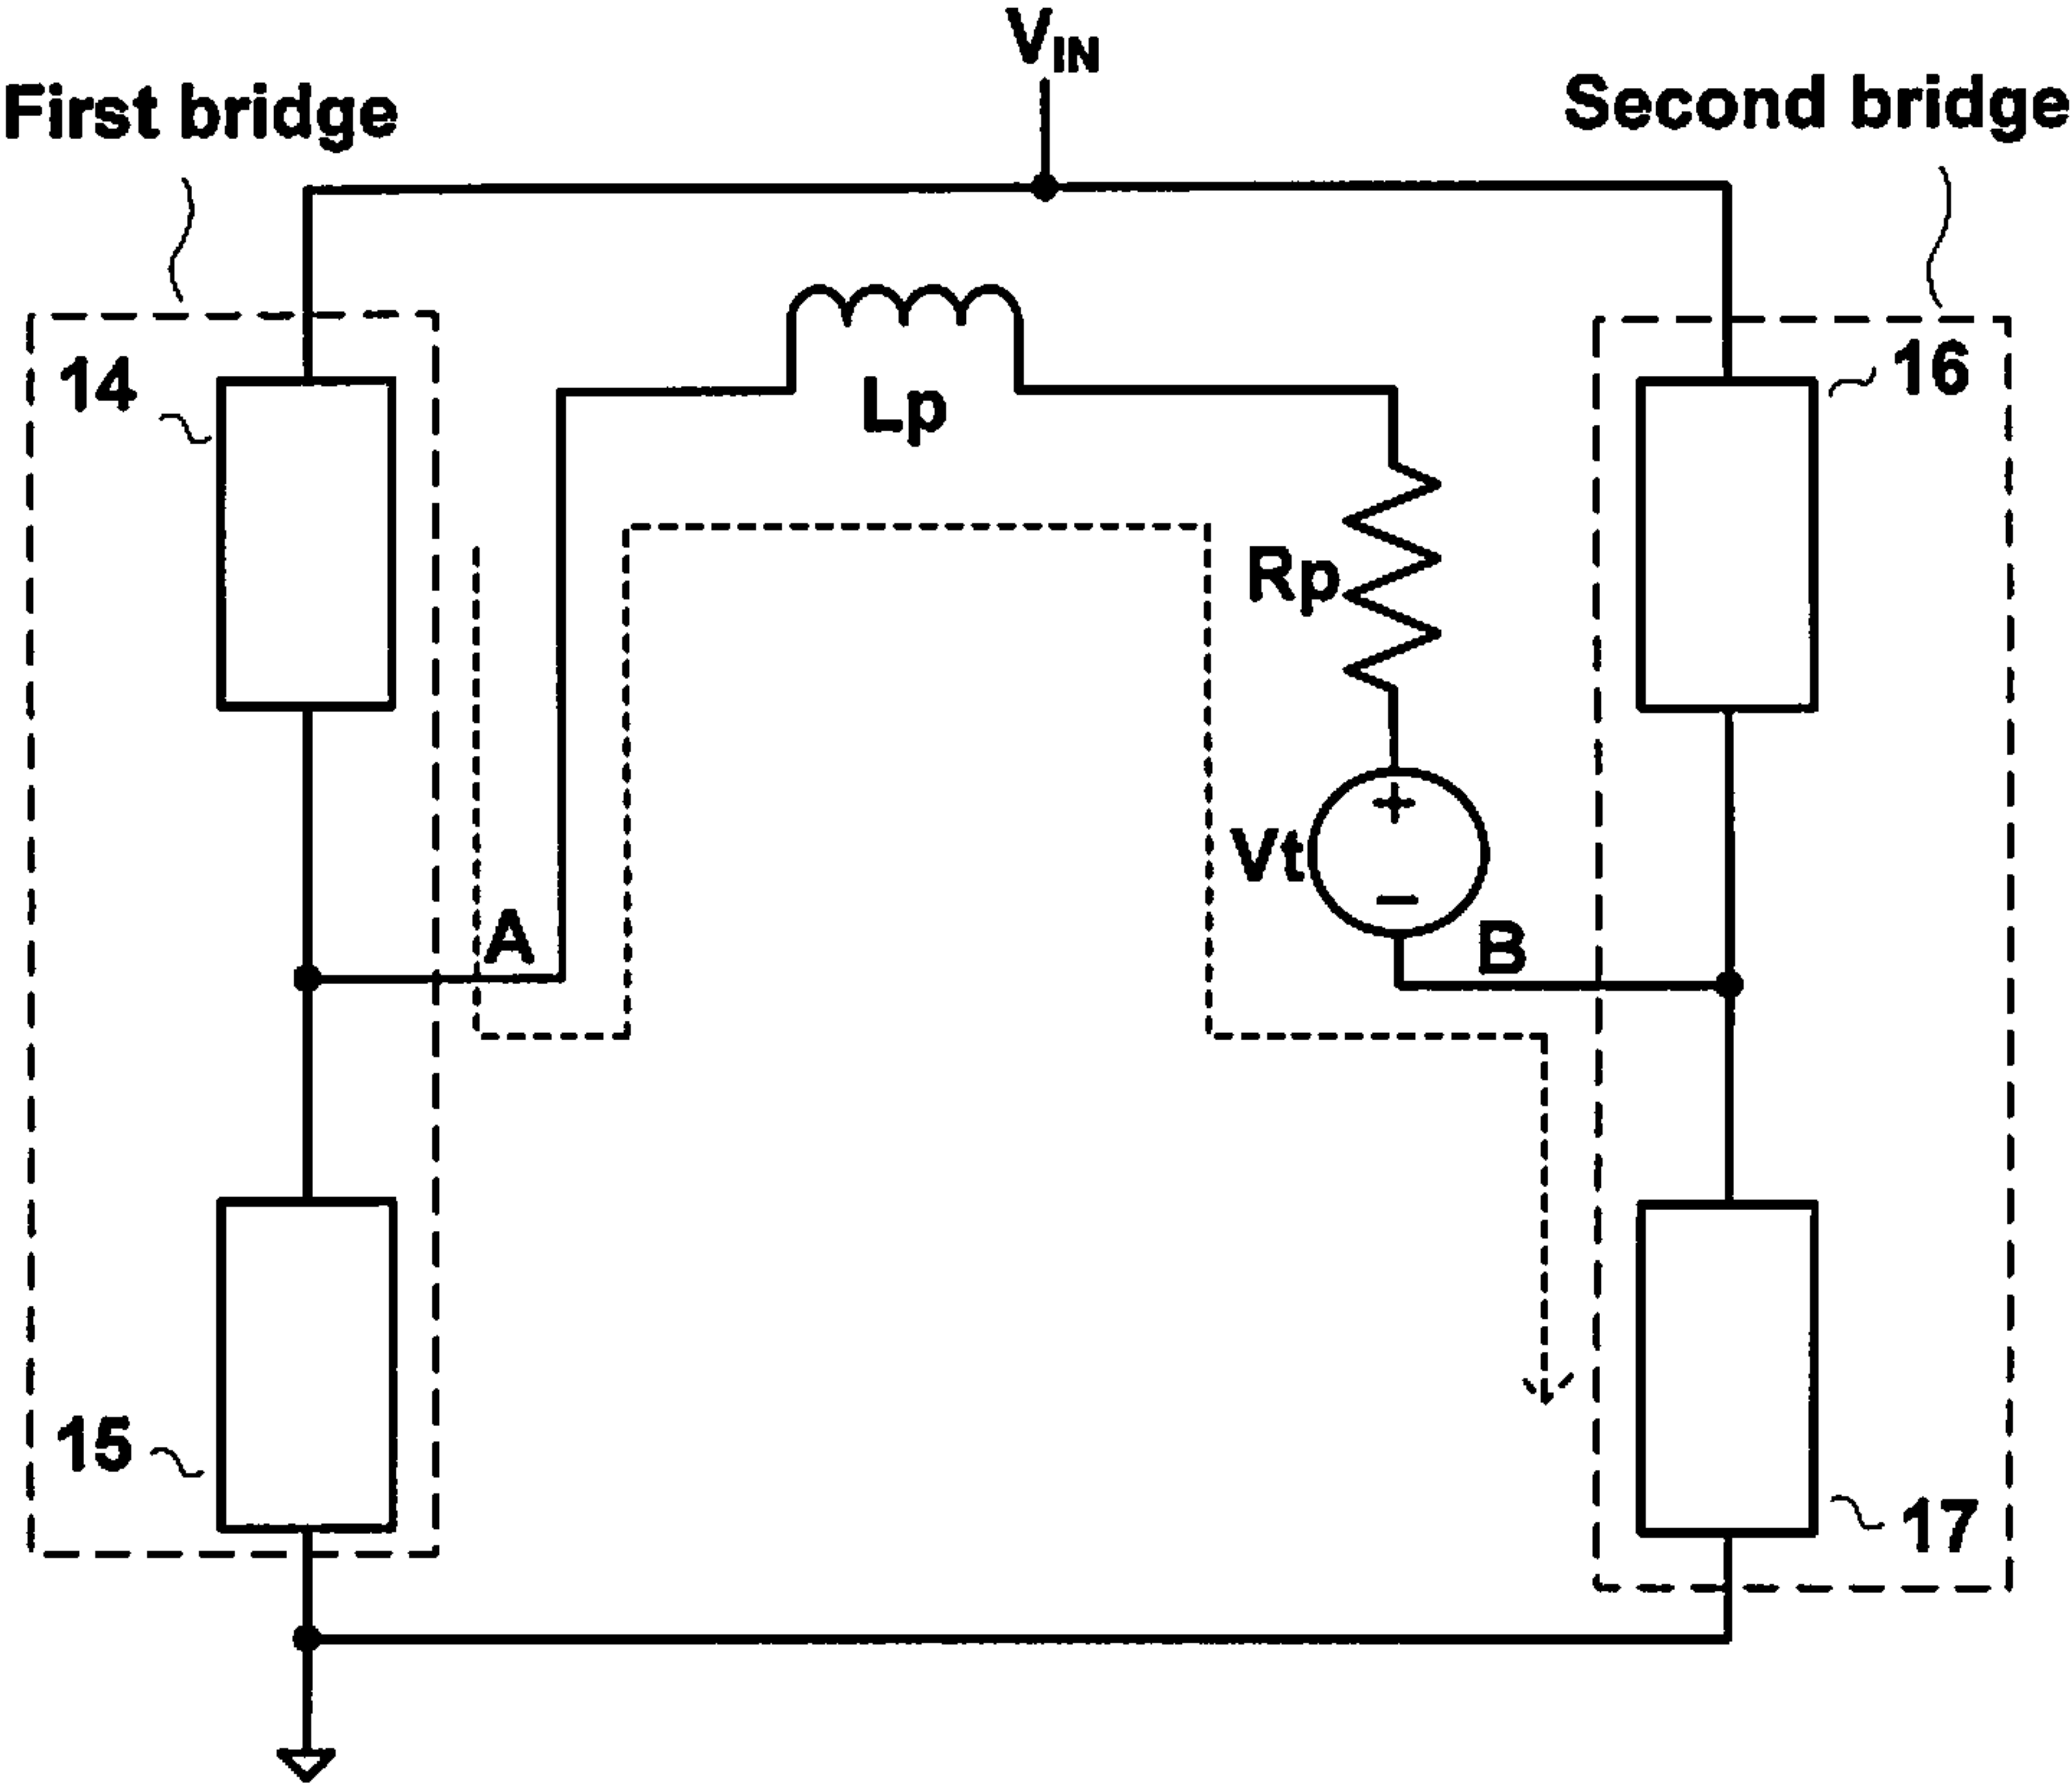 VIN
First bridge
Second bridge
14
16
Lp
Rp
Vt
A
B
15
17